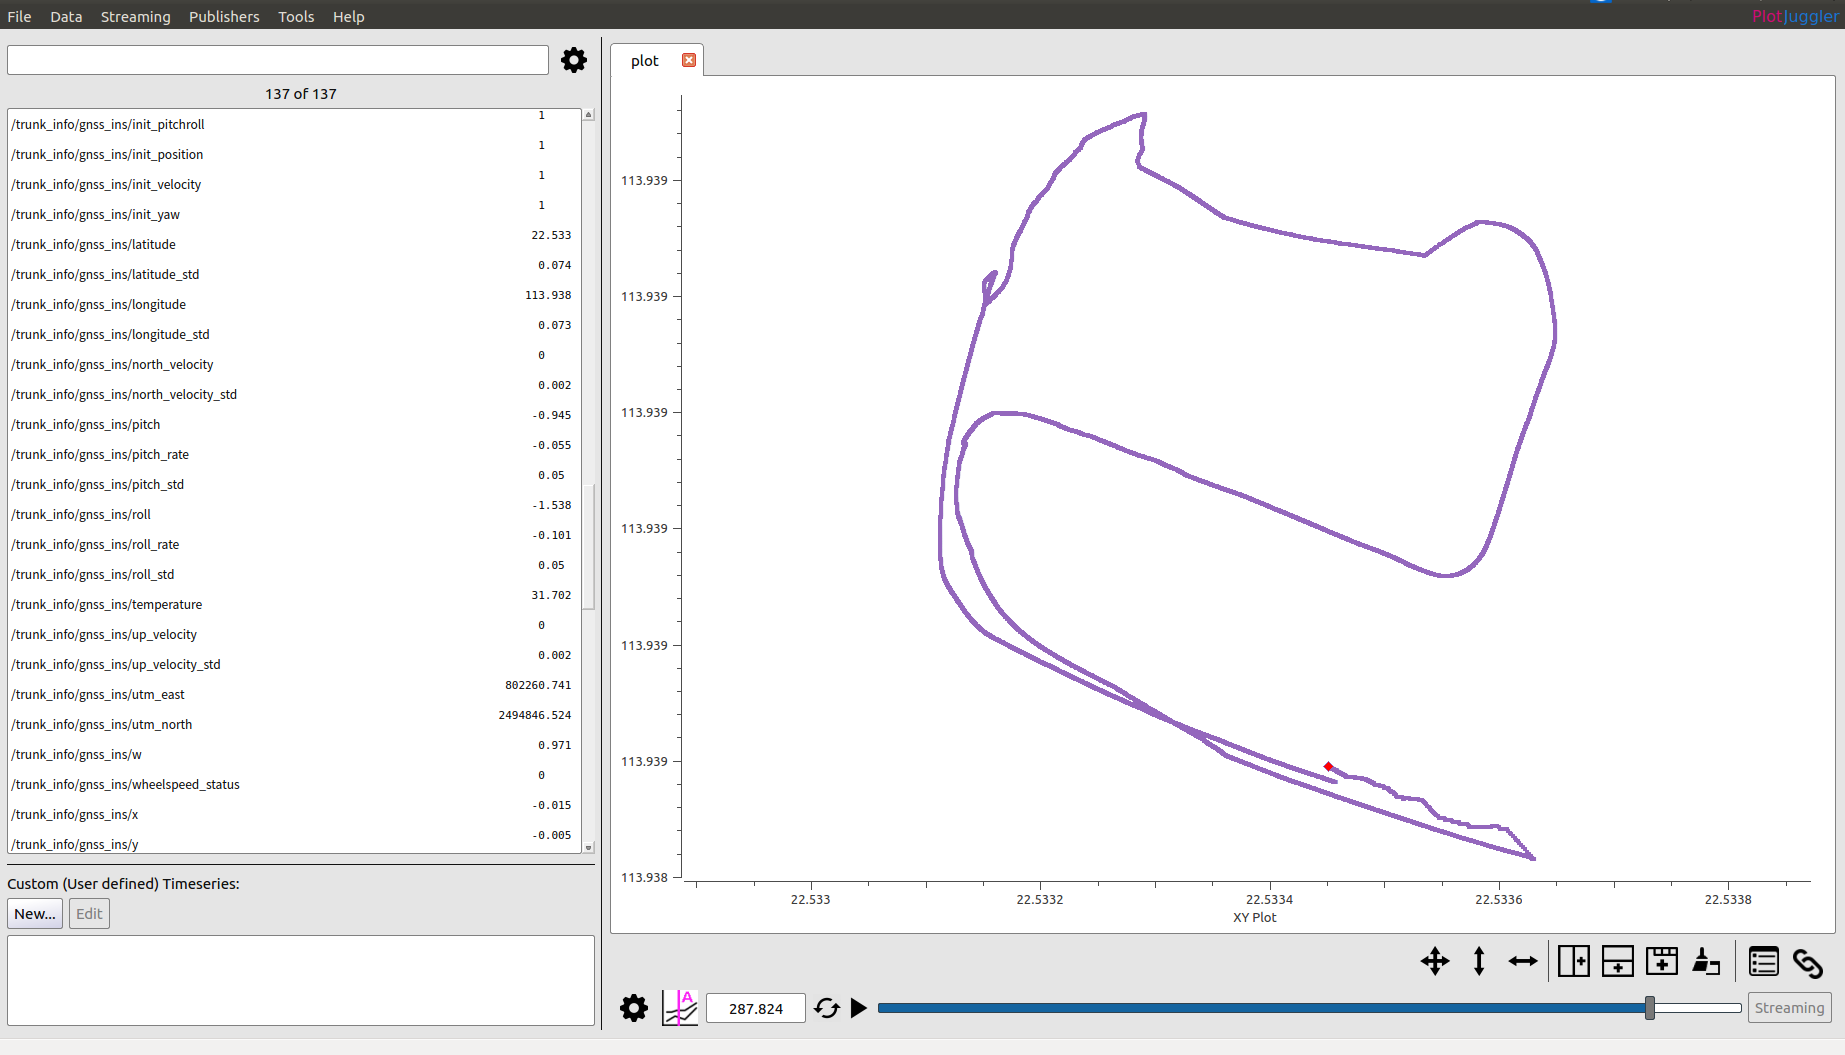 File Data Streaming Publishers Tools Help PlotJuggler
137 of 137
/trunk_info/gnss_ins/init_pitchroll 1
/trunk_info/gnss_ins/init_position 1
/trunk_info/gnss_ins/init_velocity 1
/trunk_info/gnss_ins/init_yaw 1
/trunk_info/gnss_ins/latitude 22.533
/trunk_info/gnss_ins/latitude_std 0.074
/trunk_info/gnss_ins/longitude 113.938
/trunk_info/gnss_ins/longitude_std 0.073
/trunk_info/gnss_ins/north_velocity 0
/trunk_info/gnss_ins/north_velocity_std 0.002
/trunk_info/gnss_ins/pitch -0.945
/trunk_info/gnss_ins/pitch_rate -0.055
/trunk_info/gnss_ins/pitch_std 0.05
/trunk_info/gnss_ins/roll -1.538
/trunk_info/gnss_ins/roll_rate -0.101
/trunk_info/gnss_ins/roll_std 0.05
/trunk_info/gnss_ins/temperature 31.702
/trunk_info/gnss_ins/up_velocity 0
/trunk_info/gnss_ins/up_velocity_std 0.002
/trunk_info/gnss_ins/utm_east 802260.741
/trunk_info/gnss_ins/utm_north 2494846.524
/trunk_info/gnss_ins/w 0.971
/trunk_info/gnss_ins/wheelspeed_status 0
/trunk_info/gnss_ins/x -0.015
/trunk_info/gnss_ins/y -0.005
Custom (User defined) Timeseries:
New... Edit
plot
113.939
113.939
113.939
113.939
113.939
113.939
113.938
22.533 22.5332 22.5334 22.5336 22.5338
XY Plot
A
287.824 Streaming